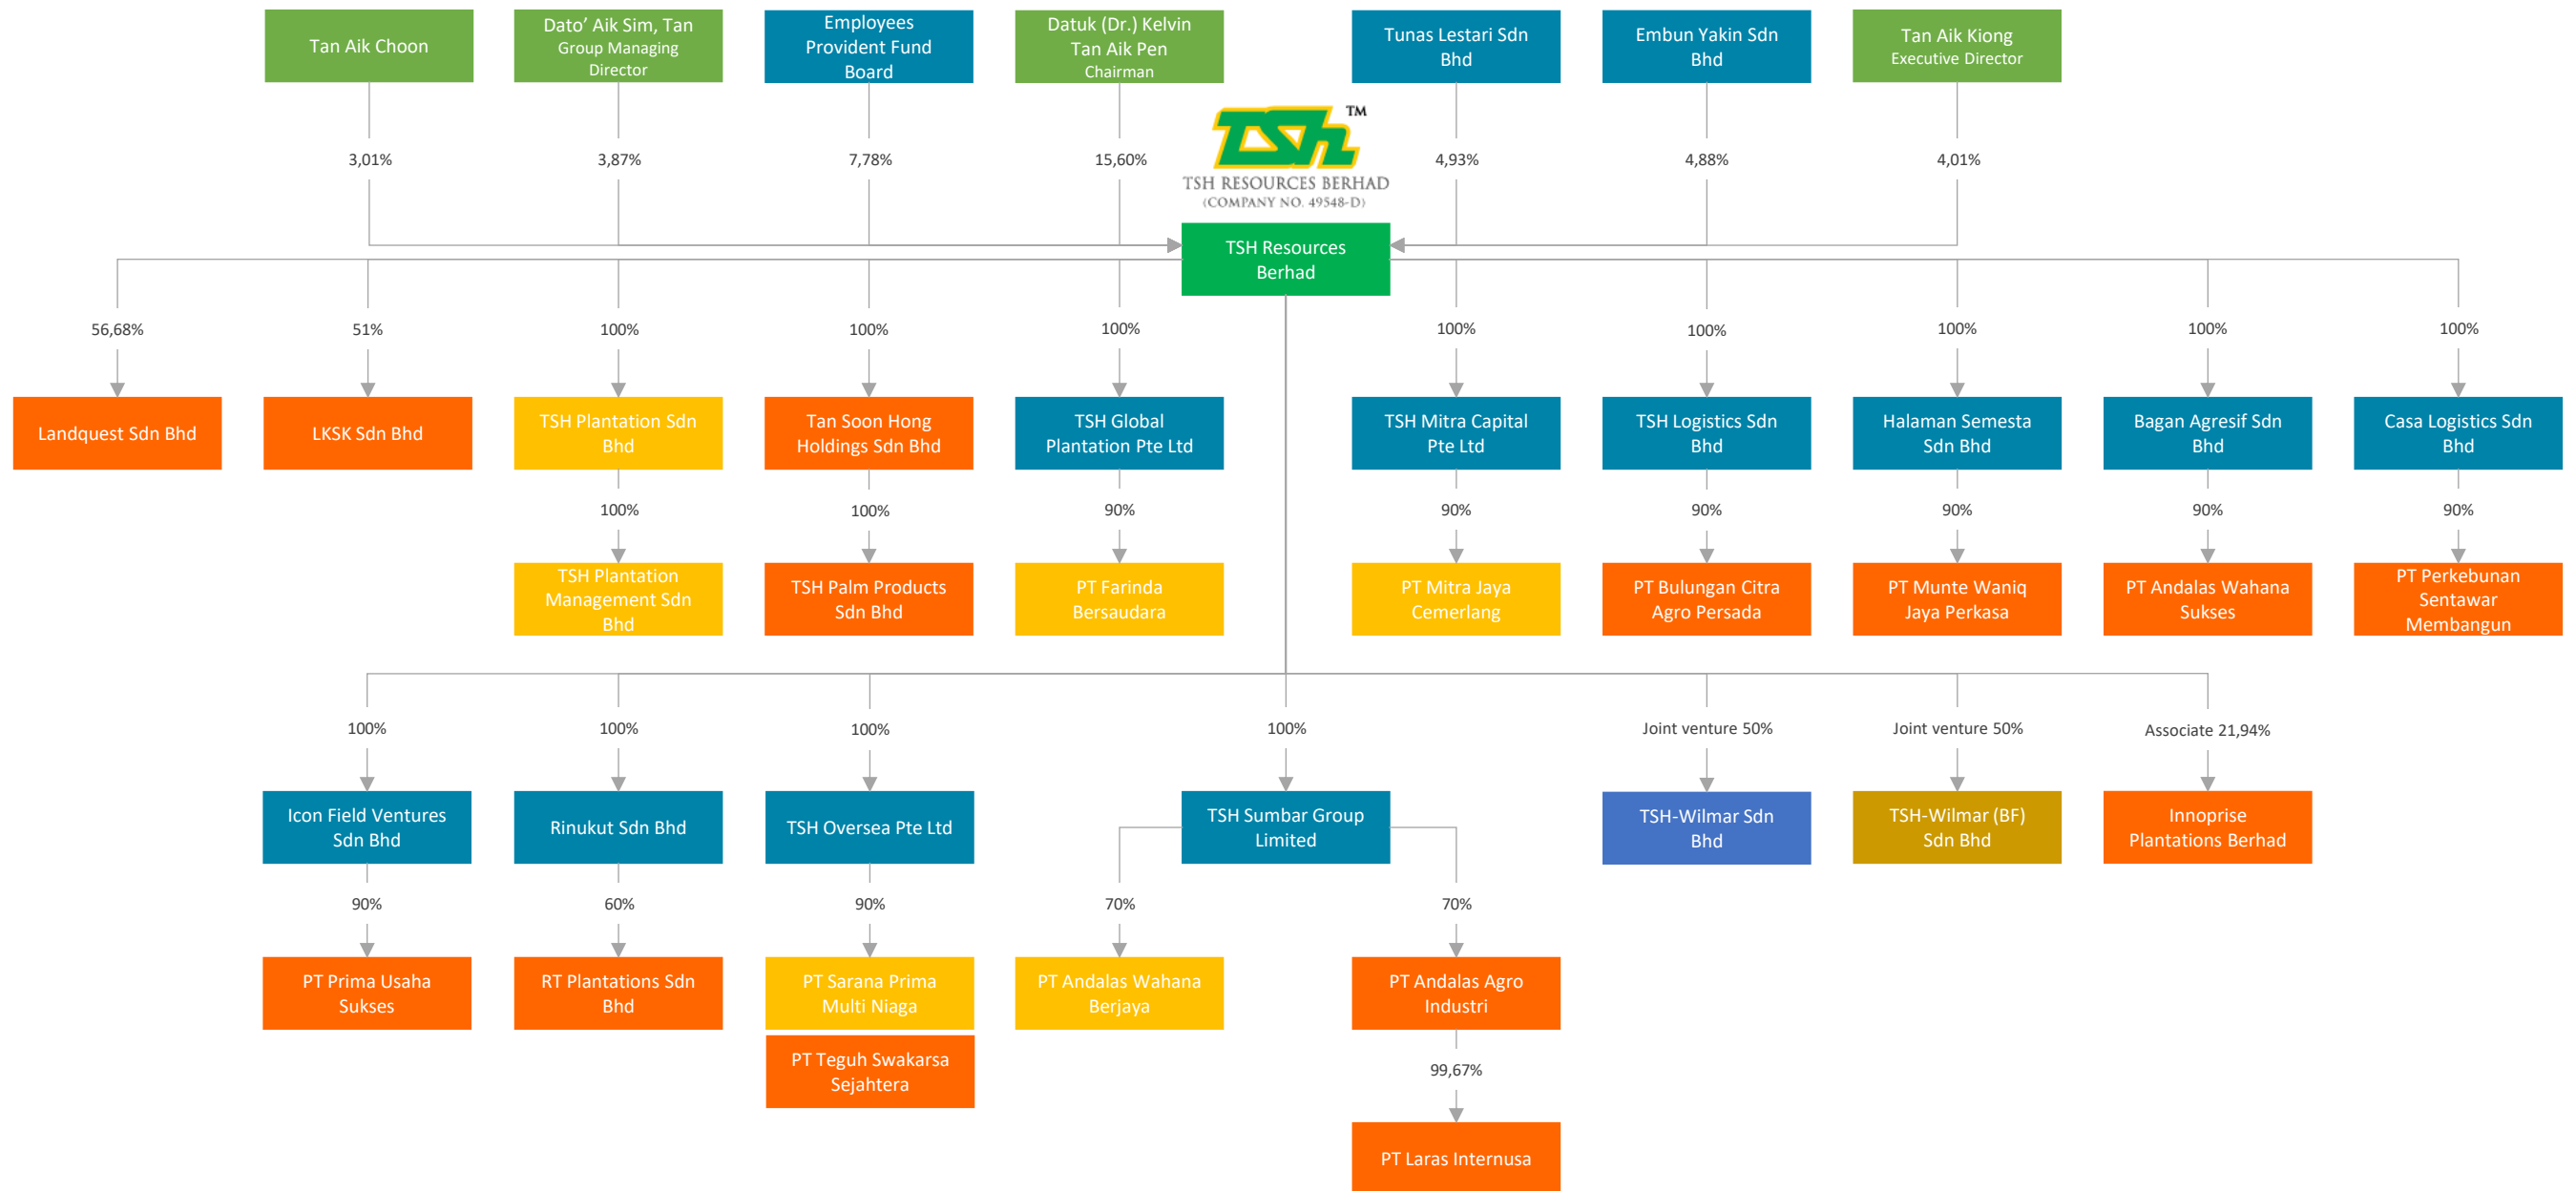 Tan Aik Choon
Dato’ Aik Sim, Tan
Group Managing
Director
Employees
Provident Fund
Board
Datuk (Dr.) Kelvin
Tan Aik Pen
Chairman
Tunas Lestari Sdn
Bhd
Embun Yakin Sdn
Bhd
Tan Aik Kiong
Executive Director
3,01%
3,87%
7,78%
15,60%
TSh TM
TSH RESOURCES BERHAD
(COMPANY NO. 49548-D)
4,93%
4,88%
4,01%
TSH Resources
Berhad
56,68%
51%
100%
100%
100%
100%
100%
100%
100%
100%
Landquest Sdn Bhd
LKSK Sdn Bhd
TSH Plantation Sdn
Bhd
Tan Soon Hong
Holdings Sdn Bhd
TSH Global
Plantation Pte Ltd
TSH Mitra Capital
Pte Ltd
TSH Logistics Sdn
Bhd
Halaman Semesta
Sdn Bhd
Bagan Agresif Sdn
Bhd
Casa Logistics Sdn
Bhd
100%
100%
90%
90%
90%
90%
90%
90%
TSH Plantation
Management Sdn
Bhd
TSH Palm Products
Sdn Bhd
PT Farinda
Bersaudara
PT Mitra Jaya
Cemerlang
PT Bulungan Citra
Agro Persada
PT Munte Waniq
Jaya Perkasa
PT Andalas Wahana
Sukses
PT Perkebunan
Sentawar
Membangun
100%
100%
100%
100%
Joint venture 50%
Joint venture 50%
Associate 21,94%
Icon Field Ventures
Sdn Bhd
Rinukut Sdn Bhd
TSH Oversea Pte Ltd
TSH Sumbar Group
Limited
TSH-Wilmar Sdn
Bhd
TSH-Wilmar (BF)
Sdn Bhd
Innoprise
Plantations Berhad
90%
60%
90%
70%
70%
PT Prima Usaha
Sukses
RT Plantations Sdn
Bhd
PT Sarana Prima
Multi Niaga
PT Andalas Wahana
Berjaya
PT Andalas Agro
Industri
PT Teguh Swakarsa
Sejahtera
99,67%
PT Laras Internusa